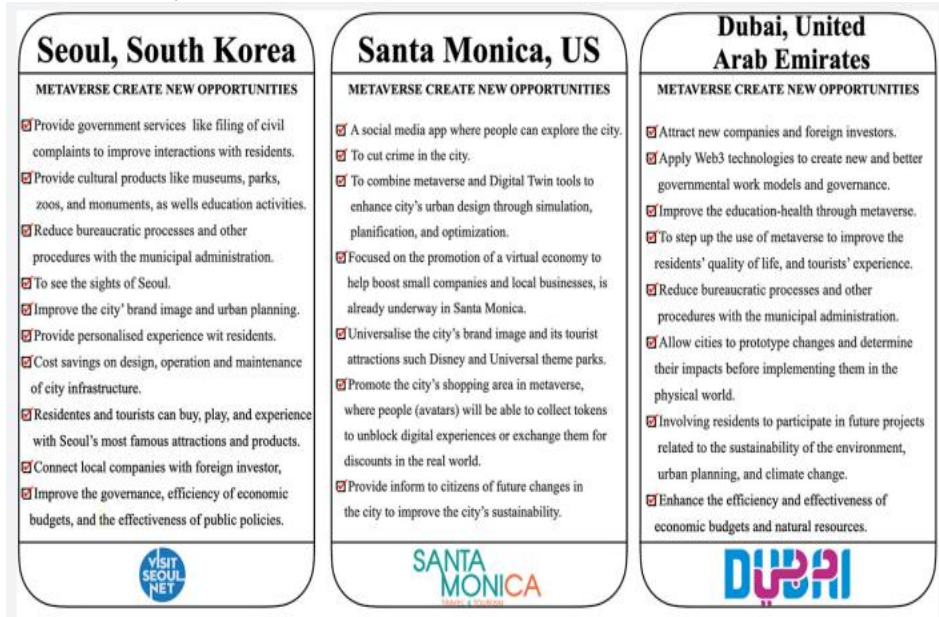 Seoul, South Korea
METAVERSE CREATE NEW OPPORTUNITIES
Provide government services like filing of civil
complaints to improve interactions with residents.
Provide cultural products like museums, parks,
zoos, and monuments, as wells education activities.
Reduce bureaucratic processes and other
procedures with the municipal administration.
To see the sights of Seoul.
Improve the city' brand image and urban planning.
Provide personalised experience wit residents.
Cost savings on design, operation and maintenance
of city infrastructure.
Residentes and tourists can buy, play, and experience
with Seoul's most famous attractions and products.
Connect local companies with foreign investor,
Improve the governance, efficiency of economic
budgets, and the effectiveness of public policies.
VISIT
SEOUL
NET
Santa Monica, US
METAVERSE CREATE NEW OPPORTUNITIES
A social media app where people can explore the city.
To cut crime in the city.
To combine metaverse and Digital Twin tools to
enhance city's urban design through simulation,
planification, and optimization.
Focused on the promotion of a virtual economy to
help boost small companies and local businesses, is
already underway in Santa Monica.
Universalise the city's brand image and its tourist
attractions such Disney and Universal theme parks.
Promote the city's shopping area in metaverse,
where people (avatars) will be able to collect tokens
to unblock digital experiences or exchange them for
discounts in the real world.
Provide inform to citizens of future changes in
the city to improve the city's sustainability.
SANTA
MONICA
TRAVEL & TOURISM
Dubai, United
Arab Emirates
METAVERSE CREATE NEW OPPORTUNITIES
Attract new companies and foreign investors.
Apply Web3 technologies to create new and better
governmental work models and governance.
Improve the education-health through metaverse.
To step up the use of metaverse to improve the
residents' quality of life, and tourists' experience.
Reduce bureaucratic processes and other
procedures with the municipal administration.
Allow cities to prototype changes and determine
their impacts before implementing them in the
physical world.
Involving residents to participate in future projects
related to the sustainability of the environment,
urban planning, and climate change.
Enhance the efficiency and effectiveness of
economic budgets and natural resources.
DUBAI